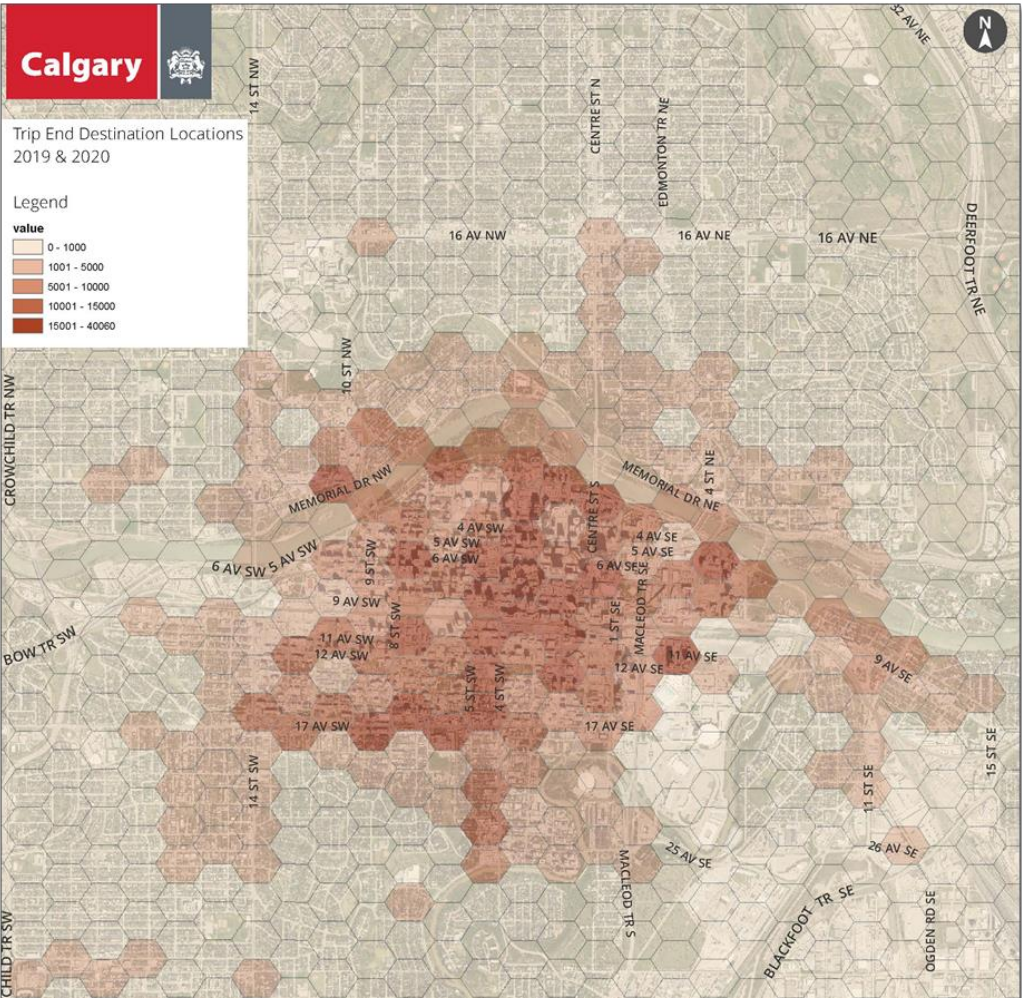 Calgary
Trip End Destination Locations
2019 & 2020
Legend
value
0 - 1000
1001 - 5000
5001 - 10000
10001 - 15000
15001 - 40060
N
32 AV NE
14 ST NW
CENTRE ST N
EDMONTON TR NE
DEERFOOT TR NE
16 AV NW
16 AV NE
16 AV NE
10 ST NW
CROWCHILD TR NW
MEMORIAL DR NW
MEMORIAL DR NE
4 ST NE
CENTRE ST S
4 AV SW
5 AV SW
6 AV SW
4 AV SE
5 AV SE
6 AV SE
6 AV SW
5 AV SW
9 ST SW
9 AV SW
8 ST SW
1 ST SE
MACLEOD TR SE
BOW TR SW
11 AV SW
12 AV SW
11 AV SE
12 AV SE
9 AV SE
5 ST SW
4 ST SW
17 AV SW
17 AV SE
14 ST SW
15 ST SE
11 ST SE
25 AV SE
26 AV SE
MACLEOD TR S
BLACKFOOT TR SE
OGDEN RD SE
CHILD TR SW